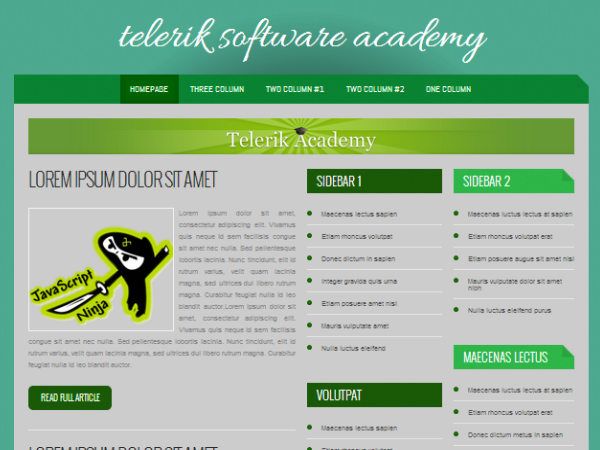 telerik software academy
HOMEPAGE THREE COLUMN TWO COLUMN #1 TWO COLUMN #2 ONE COLUMN
Telerik Academy
LOREM IPSUM DOLOR SIT AMET
JavaScript
Ninja
Lorem ipsum dolor sit amet,
consectetur adipiscing elit. Vivamus
quis neque id sem facilisis congue
sit amet nec nulla. Sed pellentesque
lobortis lacinia. Nunc tincidunt, elit id
rutrum varius, velit quam lacinia
magna, sed ultrices dui libero rutrum
magna. Curabitur feugiat nulla id leo
blandit auctor.Lorem ipsum dolor sit
amet, consectetur adipiscing elit.
Vivamus quis neque id sem facilisis
congue sit amet nec nulla. Sed pellentesque lobortis lacinia. Nunc tincidunt, elit id
rutrum varius, velit quam lacinia magna, sed ultrices dui libero rutrum magna. Curabitur
feugiat nulla id leo blandit auctor.
READ FULL ARTICLE
LOREM IPSUM DOLOR SIT AMET
SIDEBAR 1
Maecenas lectus sapien
Etiam rhoncus volutpat
Donec dictum in sapien
Integer gravida quis urna
Etiam posuere amet nisl
Mauris vulputate amet
Nulla luctus eleifend
VOLUTPAT
Maecenas lectus sapien
Etiam rhoncus volutpat
SIDEBAR 2
Maecenas luctus lectus at sapien
Etiam rhoncus volutpat erat
Etiam posuere augue sit amet nisl
Mauris vulputate dolor amet
nibh
Nulla luctus eleifend purus
MAECENAS LECTUS
Maecenas luctus lectus at sapien
Etiam rhoncus volutpat erat
Donec dictum metus in sapien